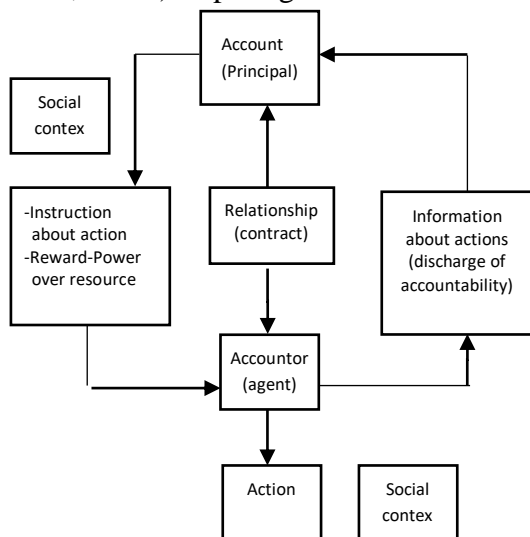 Account
(Principal)
Social
contex
-Instruction
about action
-Reward-Power
over resource
Relationship
(contract)
Information
about actions
(discharge of
accountability)
Accountor
(agent)
Action
Social
contex